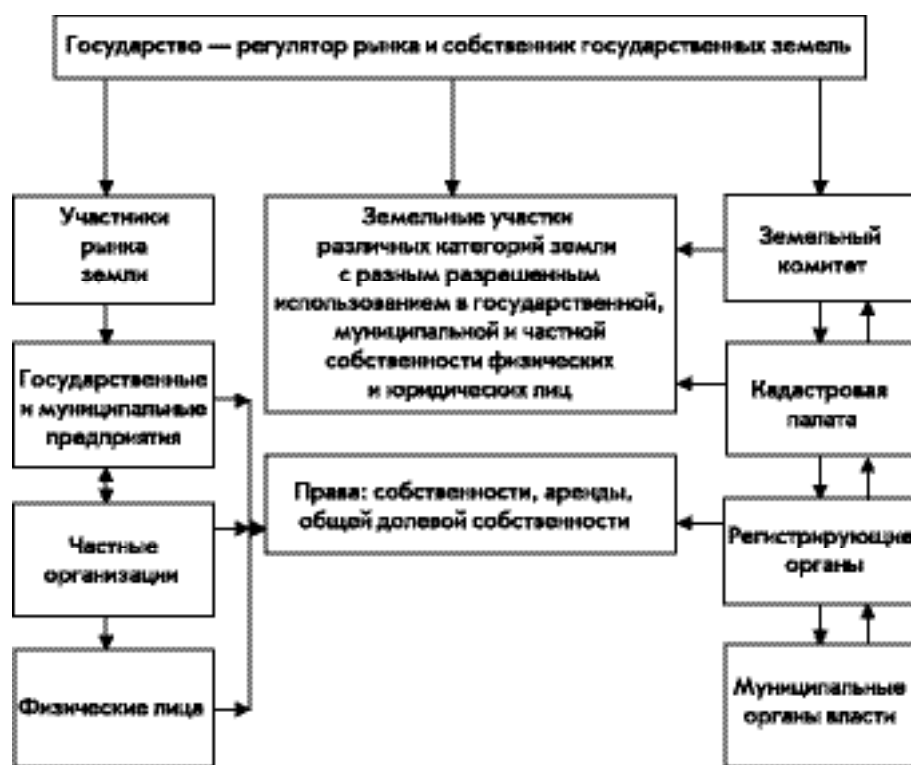 Государство — регулятор рынка и собственник государственных земель
Участники
рынка
земли
Земельные участки
различных категорий земли
с разным разрешенным
использованием в государственной,
муниципальной и частной
собственности физических
и юридических лиц
Земельный
комитет
Государственные
и муниципальные
предприятия
Кадастровая
палата
Права: собственности, аренды,
общей долевой собственности
Частные
организации
Регистрирующие
органы
Физические лица
Муниципальные
органы власти